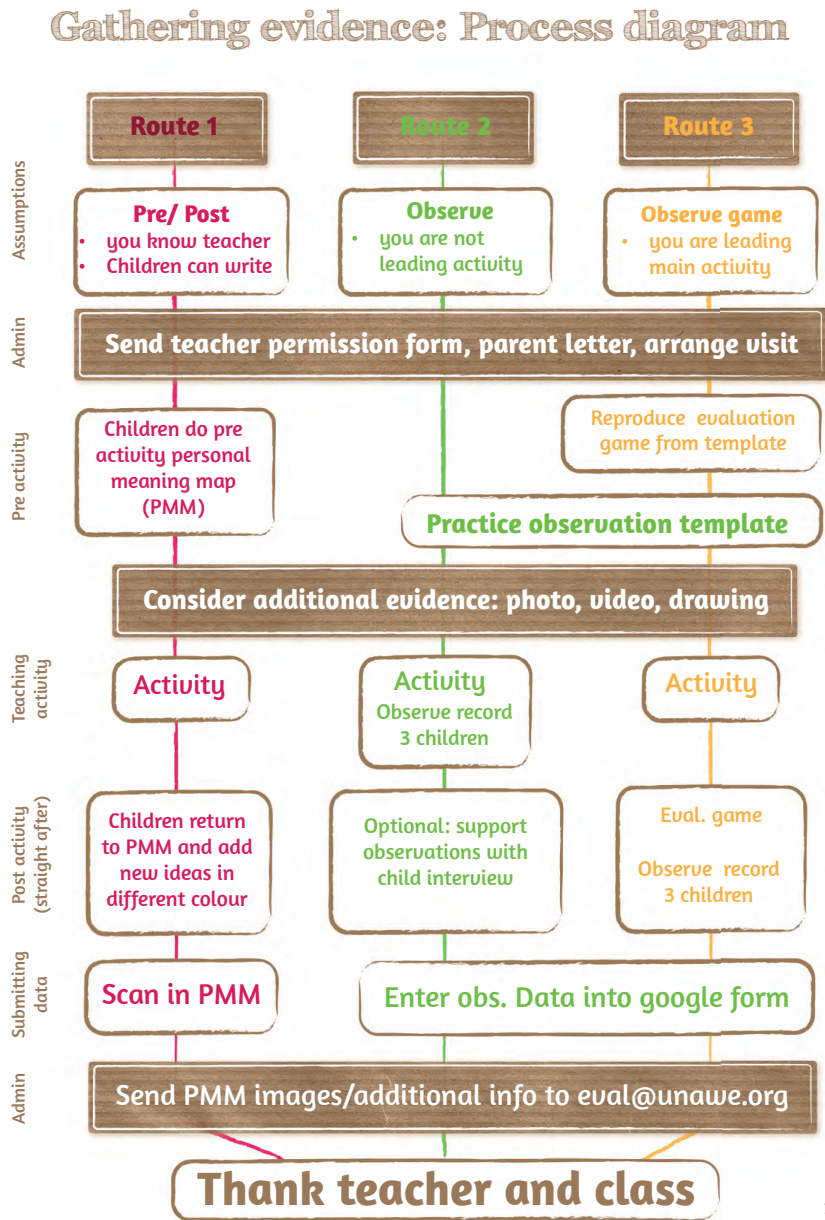 Gathering evidence: Process diagram
Route 1
Route 2
Route 3
Assumptions
Pre/ Post
• you know teacher
• Children can write
Observe
• you are not
leading activity
Observe game
• you are leading
main activity
Admin
Send teacher permission form, parent letter, arrange visit
Pre activity
Children do pre
activity personal
meaning map
(PMM)
Reproduce evaluation
game from template
Practice observation template
Consider additional evidence: photo, video, drawing
Teaching
activity
Activity
Activity
Observe record
3 children
Activity
Post activity
(straight after)
Children return
to PMM and add
new ideas in
different colour
Optional: support
observations with
child interview
Eval. game
Observe record
3 children
Submitting
data
Scan in PMM
Enter obs. Data into google form
Admin
Send PMM images/additional info to eval@unawe.org
Thank teacher and class